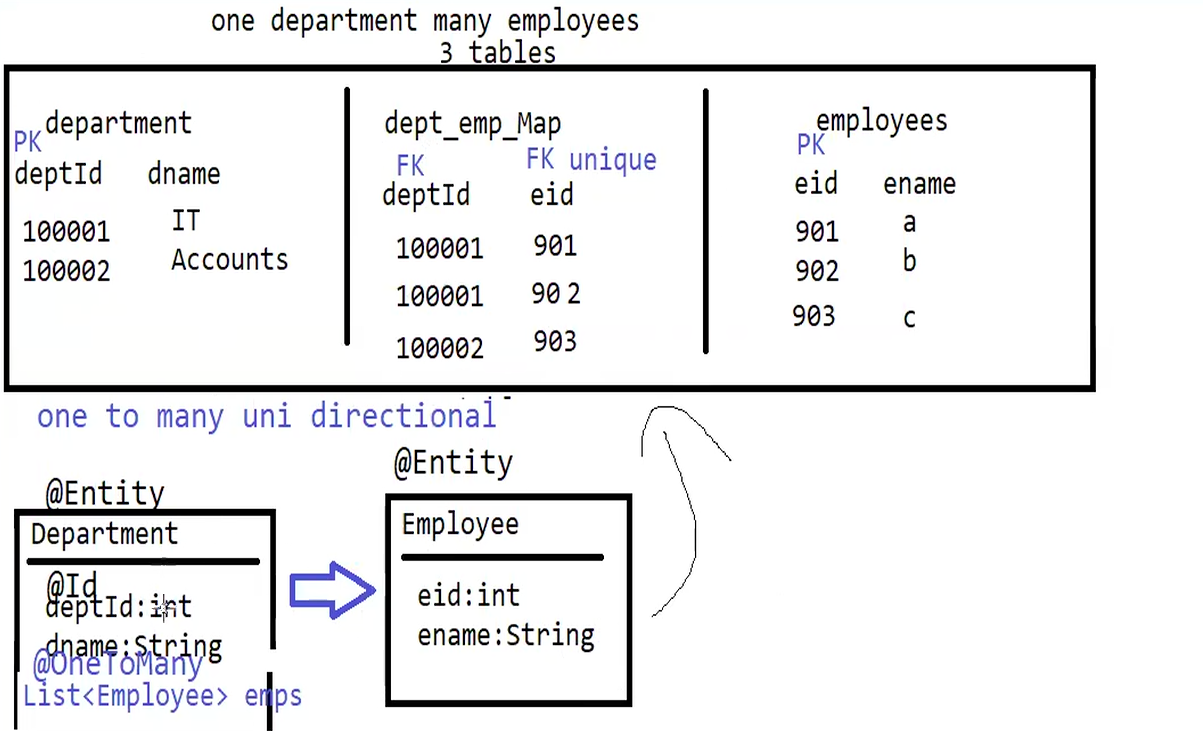 one department many employees
3 tables
department
PK
deptId dname
100001 IT
100002 Accounts
dept_emp_Map
FK FK unique
deptId eid
100001 901
100001 90 2
100002 903
employees
PK
eid ename
901 a
902 b
903 c
one to many uni directional
@Entity
Department
@Id
deptId:int
dname:String
@OneToMany
List<Employee> emps
@Entity
Employee
eid:int
ename:String